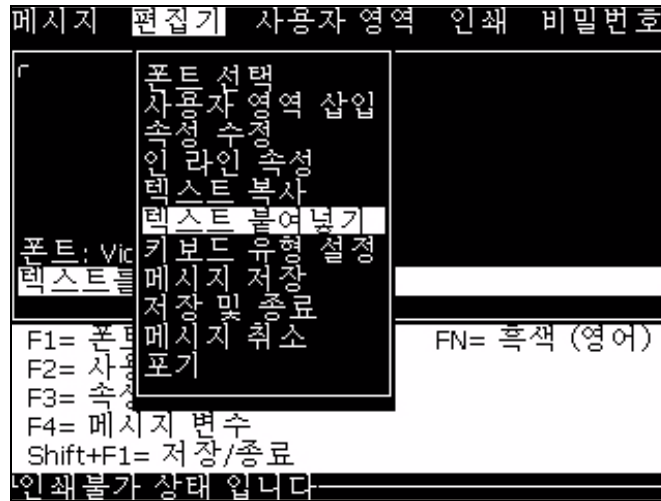 메시지 편집기 사용자 영역 인쇄 비밀번호
폰트 선택
사용자 영역 삽입
속성 수정
인 라인 속성
텍스트 복사
텍스트 붙여넣기
키보드 유형 설정
메시지 저장
저장 및 종료
메시지 취소
포기
폰트: Vid
텍스트를
F1= 폰트
FN= 흑색 (영어)
F2= 사용
F3= 속성
F4= 메시지 변수
Shift+F1= 저장/종료
인쇄불가 상태 입니다